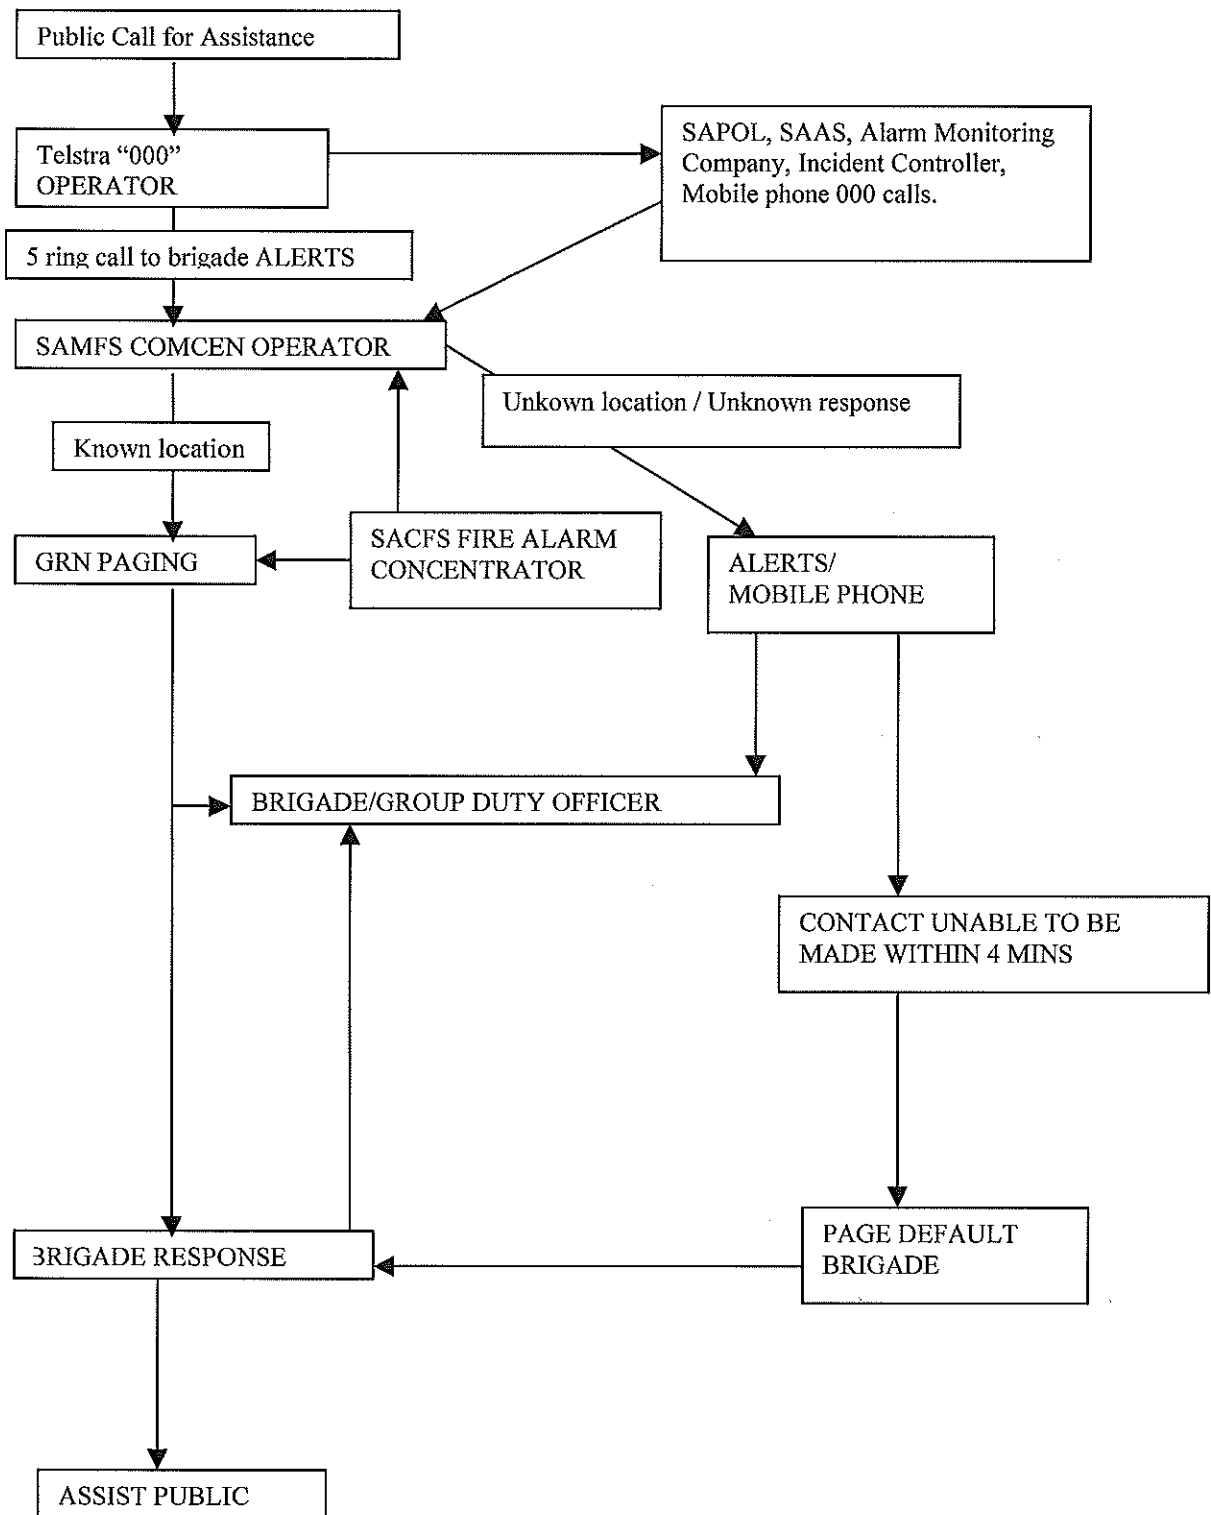 Public Call for Assistance
Telstra “000”
OPERATOR
SAPOL, SAAS, Alarm Monitoring
Company, Incident Controller,
Mobile phone 000 calls.
5 ring call to brigade ALERTS
SAMFS COMCEN OPERATOR
Unkown location / Unknown response
Known location
GRN PAGING
SACFS FIRE ALARM
CONCENTRATOR
ALERTS/
MOBILE PHONE
BRIGADE/GROUP DUTY OFFICER
CONTACT UNABLE TO BE
MADE WITHIN 4 MINS
BRIGADE RESPONSE
PAGE DEFAULT
BRIGADE
ASSIST PUBLIC